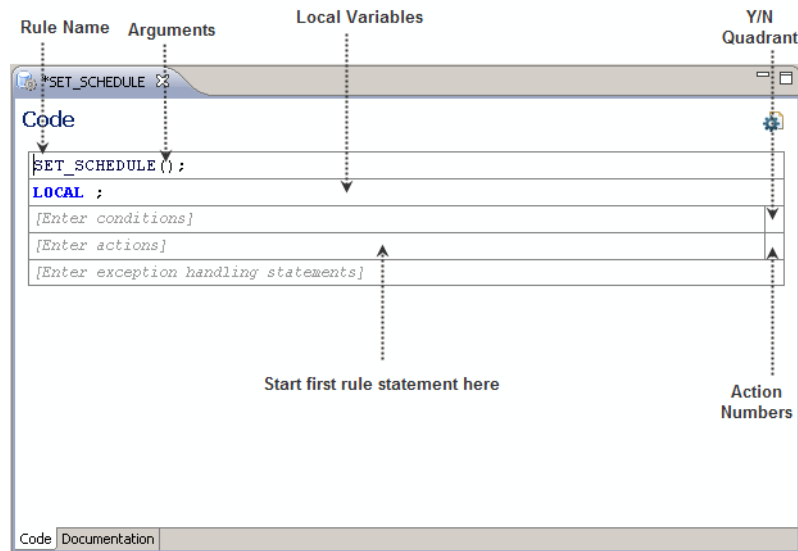 Rule Name
Arguments
Local Variables
Y/N
Quadrant
*SET_SCHEDULE
Code
SET_SCHEDULE();
LOCAL ;
[Enter conditions]
[Enter actions]
[Enter exception handling statements]
Start first rule statement here
Action
Numbers
Code
Documentation